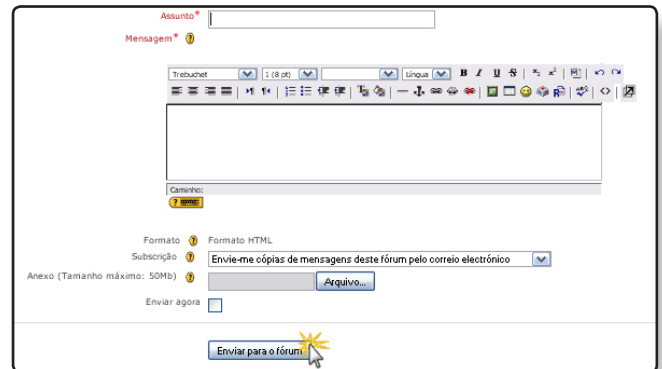 Assunto*
Mensagem*
Trebuchet 1 (8 pt) Língua B I U S
Caminho:
Formato Formato HTML
Subscrição Envie-me cópias de mensagens deste fórum pelo correio electrónico
Anexo (Tamanho máximo: 50Mb) Arquivo...
Enviar agora
Enviar para o fórum